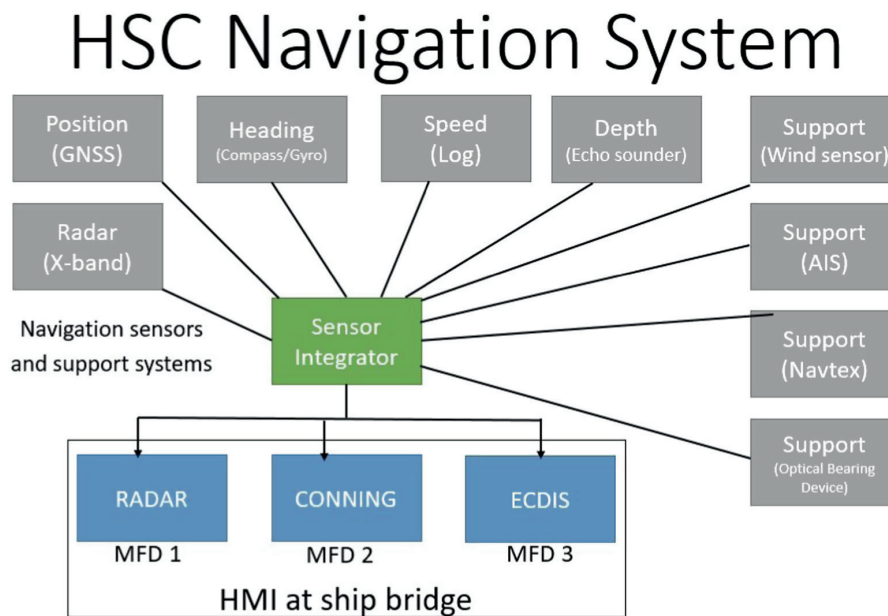 HSC Navigation System
Position
(GNSS)
Heading
(Compass/Gyro)
Speed
(Log)
Depth
(Echo sounder)
Support
(Wind sensor)
Radar
(X-band)
Support
(AIS)
Sensor
Integrator
Navigation sensors
and support systems
Support
(Navtex)
Support
(Optical Bearing
Device)
RADAR
CONNING
ECDIS
MFD 1
MFD 2
MFD 3
HMI at ship bridge